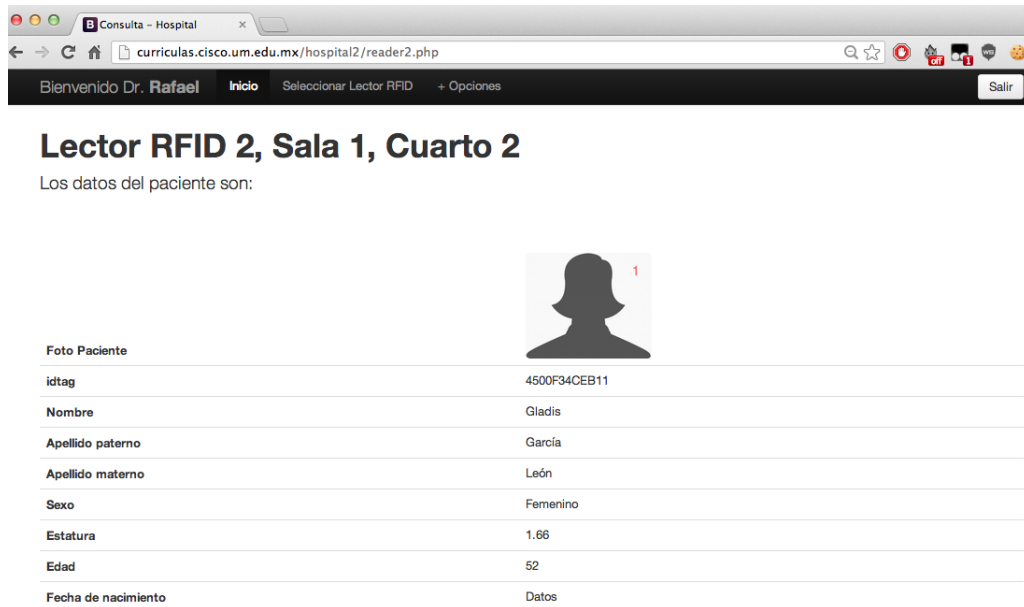 Consulta – Hospital
curriculas.cisco.um.edu.mx/hospital2/reader2.php
off
1
Bienvenido Dr. Rafael Inicio Seleccionar Lector RFID + Opciones Salir
Lector RFID 2, Sala 1, Cuarto 2
Los datos del paciente son:
1
Foto Paciente
idtag 4500F34CEB11
Nombre Gladis
Apellido paterno García
Apellido materno León
Sexo Femenino
Estatura 1.66
Edad 52
Fecha de nacimiento Datos